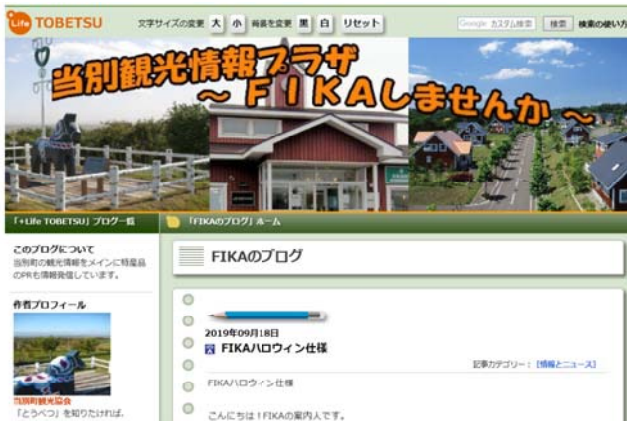 Life TOBETSU
文字サイズの変更 大 小 背景を変更 黒 白 リセット
Google カスタム検索 検索 検索の使い方
当別観光情報プラザ
～ FIKAしませんか ～
「+Life TOBETSU」ブログ一覧
「FIKAのブログ」ホーム
このブログについて
当別町の観光情報をメインに特産品
のPRも情報発信しています。
作者プロフィール
当別町観光協会
「とうべつ」を知りたければ、
FIKAのブログ
2019年09月18日
FIKAハロウィン仕様
記事カテゴリー：【情報とニュース】
FIKAハロウィン仕様
こんにちは！FIKAの案内人です。